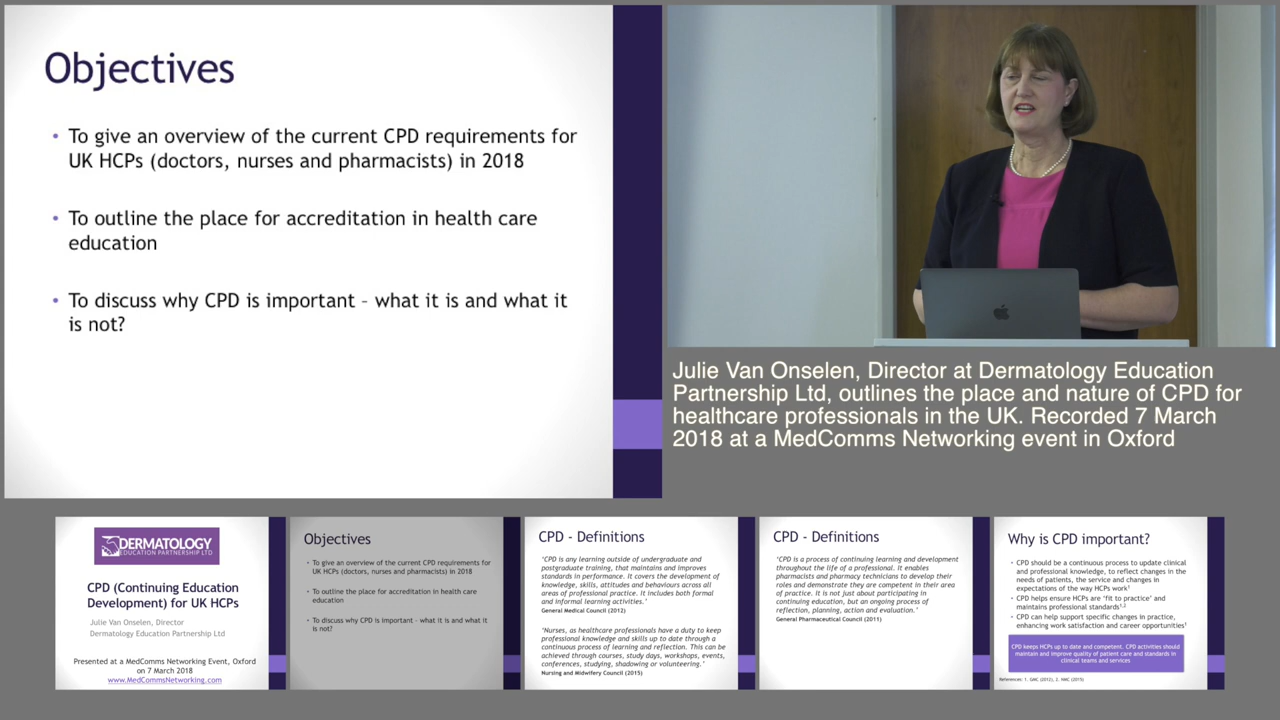 Objectives
• To give an overview of the current CPD requirements for
UK HCPs (doctors, nurses and pharmacists) in 2018
• To outline the place for accreditation in health care
education
• To discuss why CPD is important – what it is and what it
is not?
Julie Van Onselen, Director at Dermatology Education
Partnership Ltd, outlines the place and nature of CPD for
healthcare professionals in the UK. Recorded 7 March
2018 at a MedComms Networking event in Oxford
DERMATOLOGY
EDUCATION PARTNERSHIP LTD
CPD (Continuing Education
Development) for UK HCPs
Julie Van Onselen, Director
Dermatology Education Partnership Ltd
Presented at a MedComms Networking Event, Oxford
on 7 March 2018
www.MedCommsNetworking.com
Objectives
• To give an overview of the current CPD requirements for
UK HCPs (doctors, nurses and pharmacists) in 2018
• To outline the place for accreditation in health care
education
• To discuss why CPD is important – what it is and what it
is not?
CPD - Definitions
‘CPD is any learning outside of undergraduate and
postgraduate training, that maintains and improves
standards in performance. It covers the development of
knowledge, skills, attitudes and behaviours across all
areas of professional practice. It includes both formal
and informal learning activities.’
General Medical Council (2012)
‘Nurses, as healthcare professionals have a duty to keep
professional knowledge and skills up to date through a
continuous process of learning and reflection. This can be
achieved through courses, study days, workshops, events,
conferences, studying, shadowing or volunteering.’
Nursing and Midwifery Council (2015)
CPD - Definitions
‘CPD is a process of continuing learning and development
throughout the life of a professional. It enables
pharmacists and pharmacy technicians to develop their
roles and demonstrate they are competent in their area
of practice. It is not just about participating in
continuing education, but an ongoing process of
reflection, planning, action and evaluation.’
General Pharmaceutical Council (2011)
Why is CPD important?
• CPD should be a continuous process to update clinical
and professional knowledge, to reflect changes in the
needs of patients, the service and changes in
expectations of the way HCPs work¹
• CPD helps ensure HCPs are ‘fit to practice’ and
maintains professional standards¹,²
• CPD can help support specific changes in practice,
enhancing work satisfaction and career opportunities¹
CPD keeps HCPs up to date and competent. CPD activities should
maintain and improve quality of patient care and standards in
clinical teams and services
References: 1. GMC (2012), 2. NMC (2015)